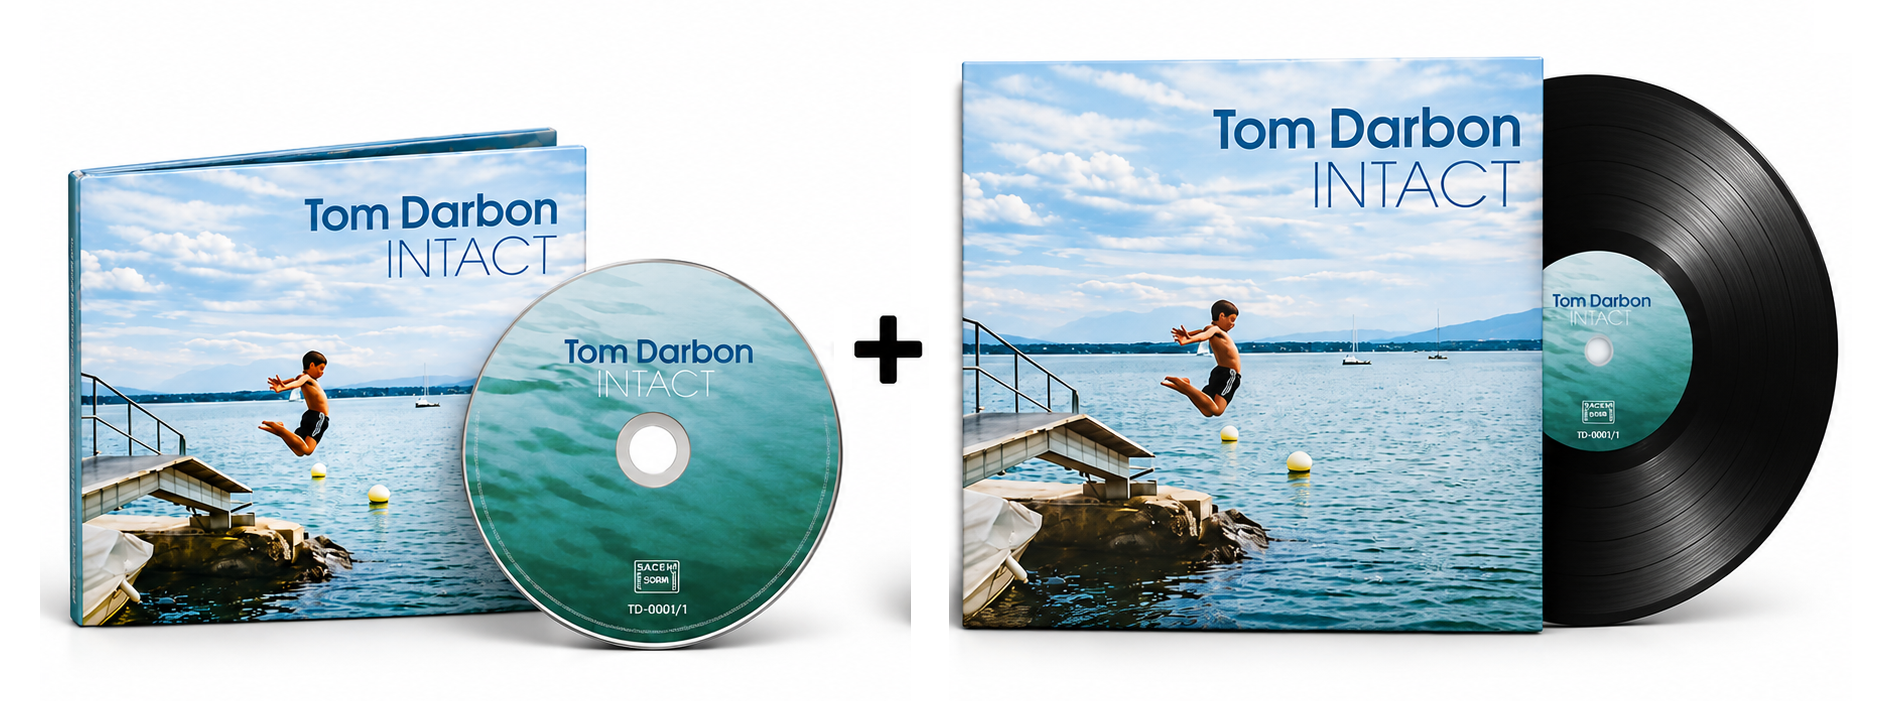 Tom Darbon
INTACT
Tom Darbon
INTACT
SACEM
SDRM
TD-0001/1
+
Tom Darbon
INTACT
Tom Darbon
INTACT
SACEM
TD-0001/1